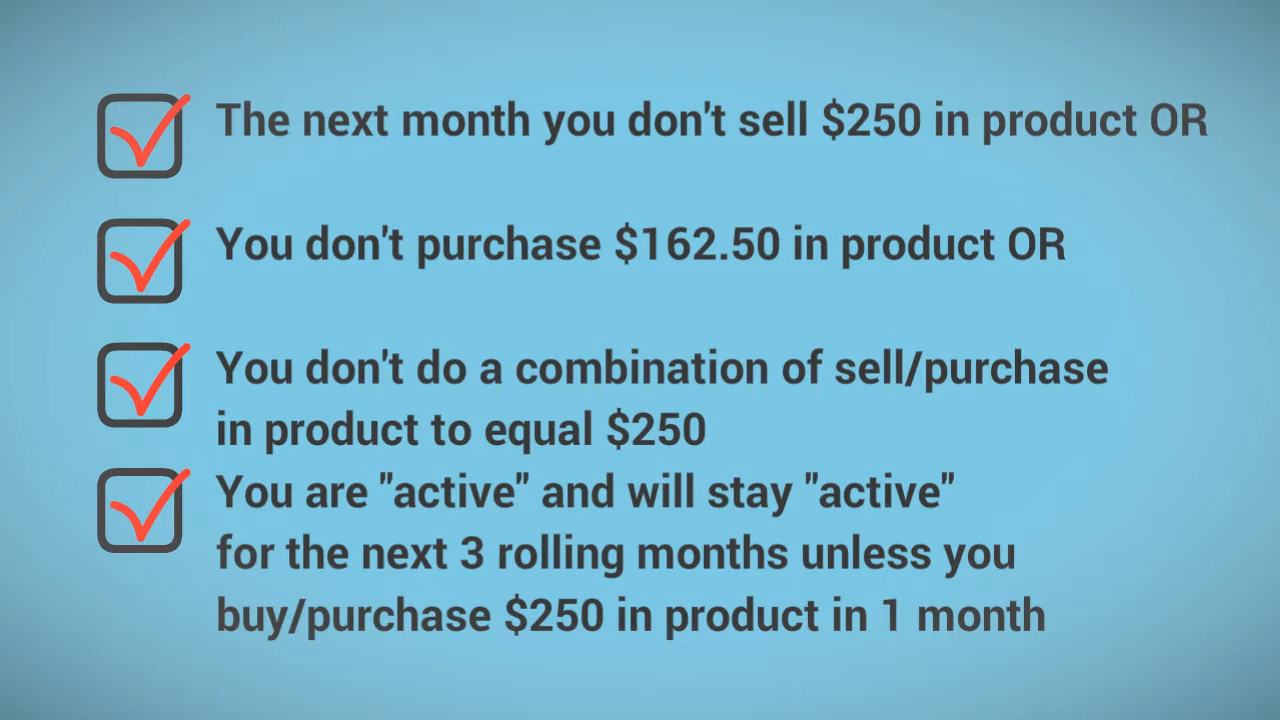 The next month you don't sell $250 in product OR
You don't purchase $162.50 in product OR
You don't do a combination of sell/purchase
in product to equal $250
You are "active" and will stay "active"
for the next 3 rolling months unless you
buy/purchase $250 in product in 1 month